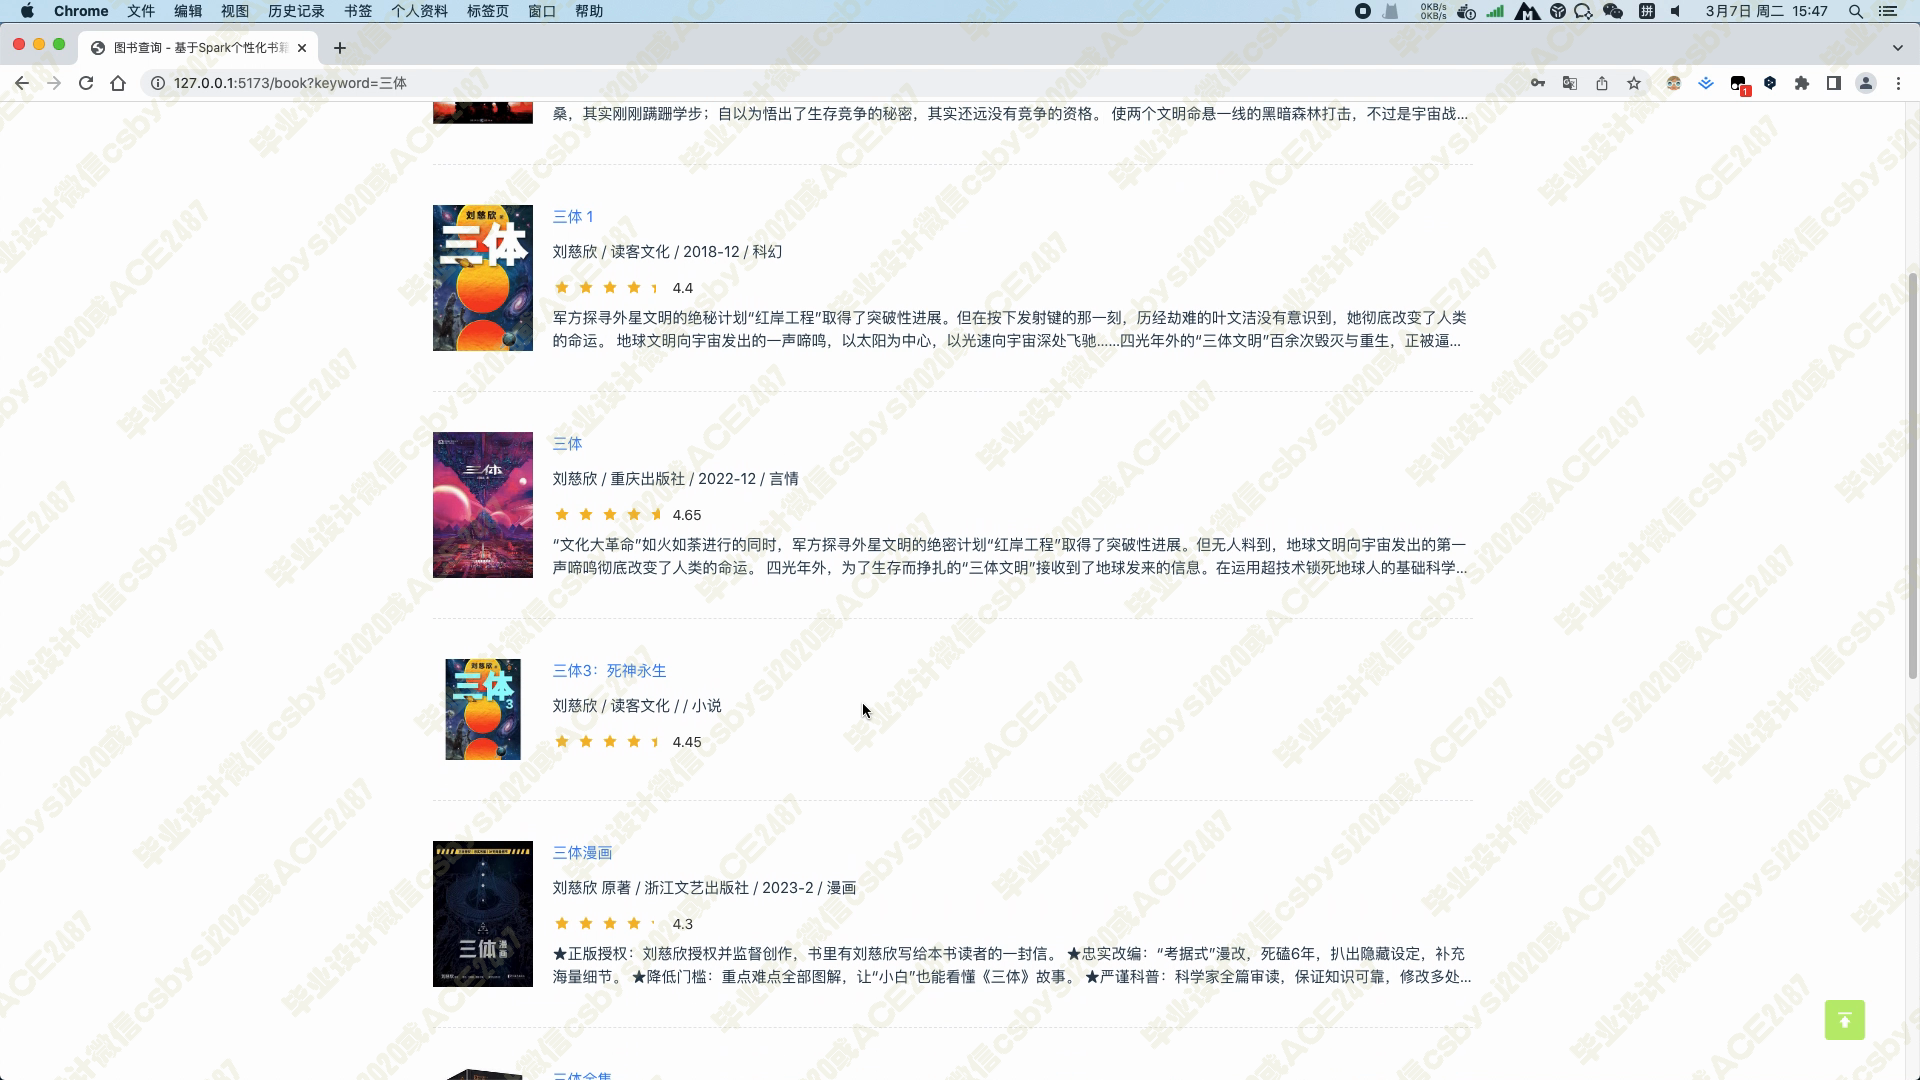 Chrome 文件 编辑 视图 历史记录 书签 个人资料 标签页 窗口 帮助 0KB/s 0KB/s 拼 3月7日 周二 15:47
图书查询 - 基于Spark个性化书籍
127.0.0.1:5173/book?keyword=三体
1
桑，其实刚刚蹒跚学步；自以为悟出了生存竞争的秘密，其实还远没有竞争的资格。 使两个文明命悬一线的黑暗森林打击，不过是宇宙战...
刘慈欣
三体
三体 1
刘慈欣 / 读客文化 / 2018-12 / 科幻
4.4
军方探寻外星文明的绝秘计划“红岸工程”取得了突破性进展。但在按下发射键的那一刻，历经劫难的叶文洁没有意识到，她彻底改变了人类
的命运。 地球文明向宇宙发出的一声啼鸣，以太阳为中心，以光速向宇宙深处飞驰……四光年外的“三体文明”百余次毁灭与重生，正被逼...
三体
三体
刘慈欣 / 重庆出版社 / 2022-12 / 言情
4.65
“文化大革命”如火如荼进行的同时，军方探寻外星文明的绝密计划“红岸工程”取得了突破性进展。但无人料到，地球文明向宇宙发出的第一
声啼鸣彻底改变了人类的命运。 四光年外，为了生存而挣扎的“三体文明”接收到了地球发来的信息。在运用超技术锁死地球人的基础科学...
刘慈欣
三体
3
三体3：死神永生
刘慈欣 / 读客文化 / / 小说
4.45
三体漫画
三体漫画
刘慈欣 原著 / 浙江文艺出版社 / 2023-2 / 漫画
4.3
★正版授权：刘慈欣授权并监督创作，书里有刘慈欣写给本书读者的一封信。 ★忠实改编：“考据式”漫改，死磕6年，扒出隐藏设定，补充
海量细节。 ★降低门槛：重点难点全部图解，让“小白”也能看懂《三体》故事。 ★严谨科普：科学家全篇审读，保证知识可靠，修改多处...
三体全集
毕业设计微信csbysj2020或ACE2487